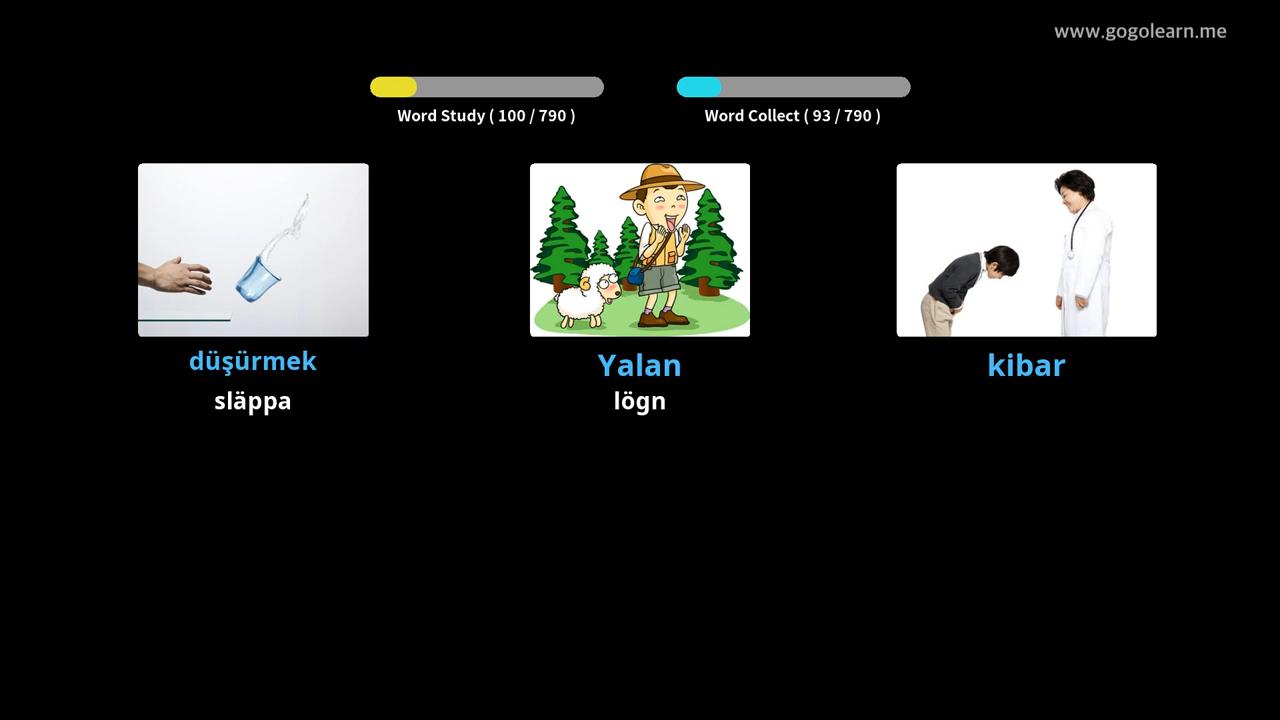 www.gogolearn.me
Word Study ( 100 / 790 )
Word Collect ( 93 / 790 )
düşürmek
släppa
Yalan
lögn
kibar